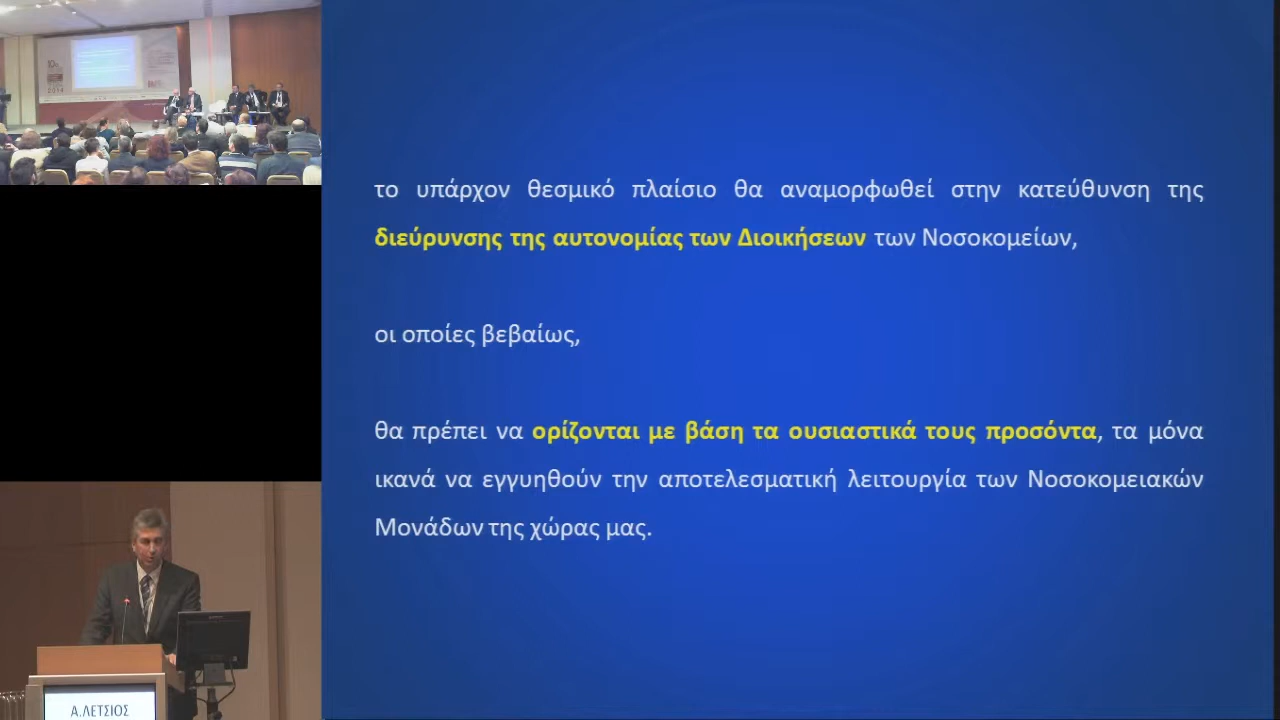 το υπάρχον θεσμικό πλαίσιο θα αναμορφωθεί στην κατεύθυνση της
διεύρυνσης της αυτονομίας των Διοικήσεων των Νοσοκομείων,
οι οποίες βεβαίως,
θα πρέπει να ορίζονται με βάση τα ουσιαστικά τους προσόντα, τα μόνα
ικανά να εγγυηθούν την αποτελεσματική λειτουργία των Νοσοκομειακών
Μονάδων της χώρας μας.
Α.ΛΕΤΣΙΟΣ